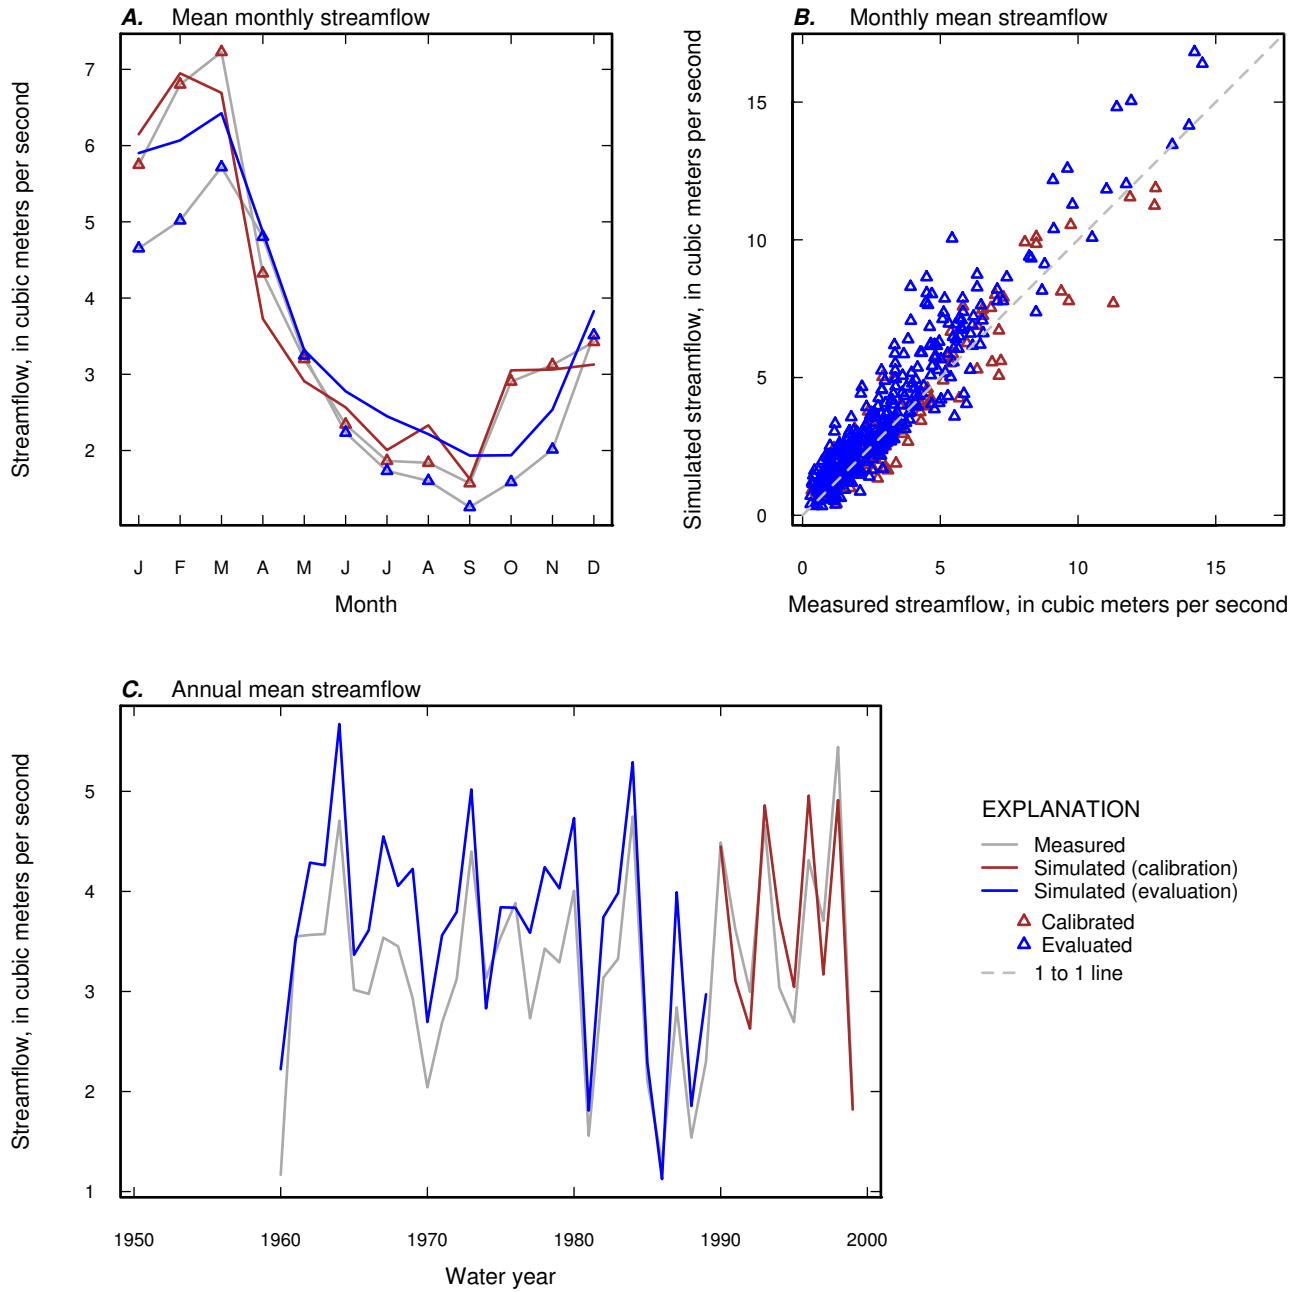 A. Mean monthly streamflow
Streamflow, in cubic meters per second
7
6
5
4
3
2
J F M A M J J A S O N D
Month
B. Monthly mean streamflow
Simulated streamflow, in cubic meters per second
15
10
5
0
0 5 10 15
Measured streamflow, in cubic meters per second
C. Annual mean streamflow
Streamflow, in cubic meters per second
5
4
3
2
1
1950 1960 1970 1980 1990 2000
Water year
EXPLANATION
Measured
Simulated (calibration)
Simulated (evaluation)
Calibrated
Evaluated
1 to 1 line